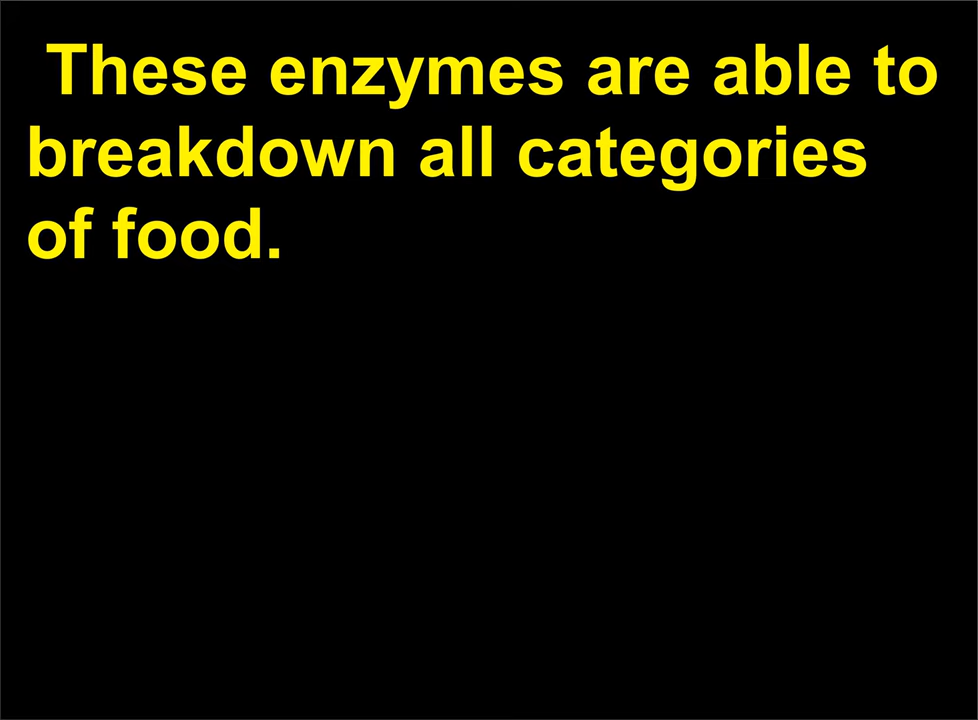 These enzymes are able to
breakdown all categories
of food.